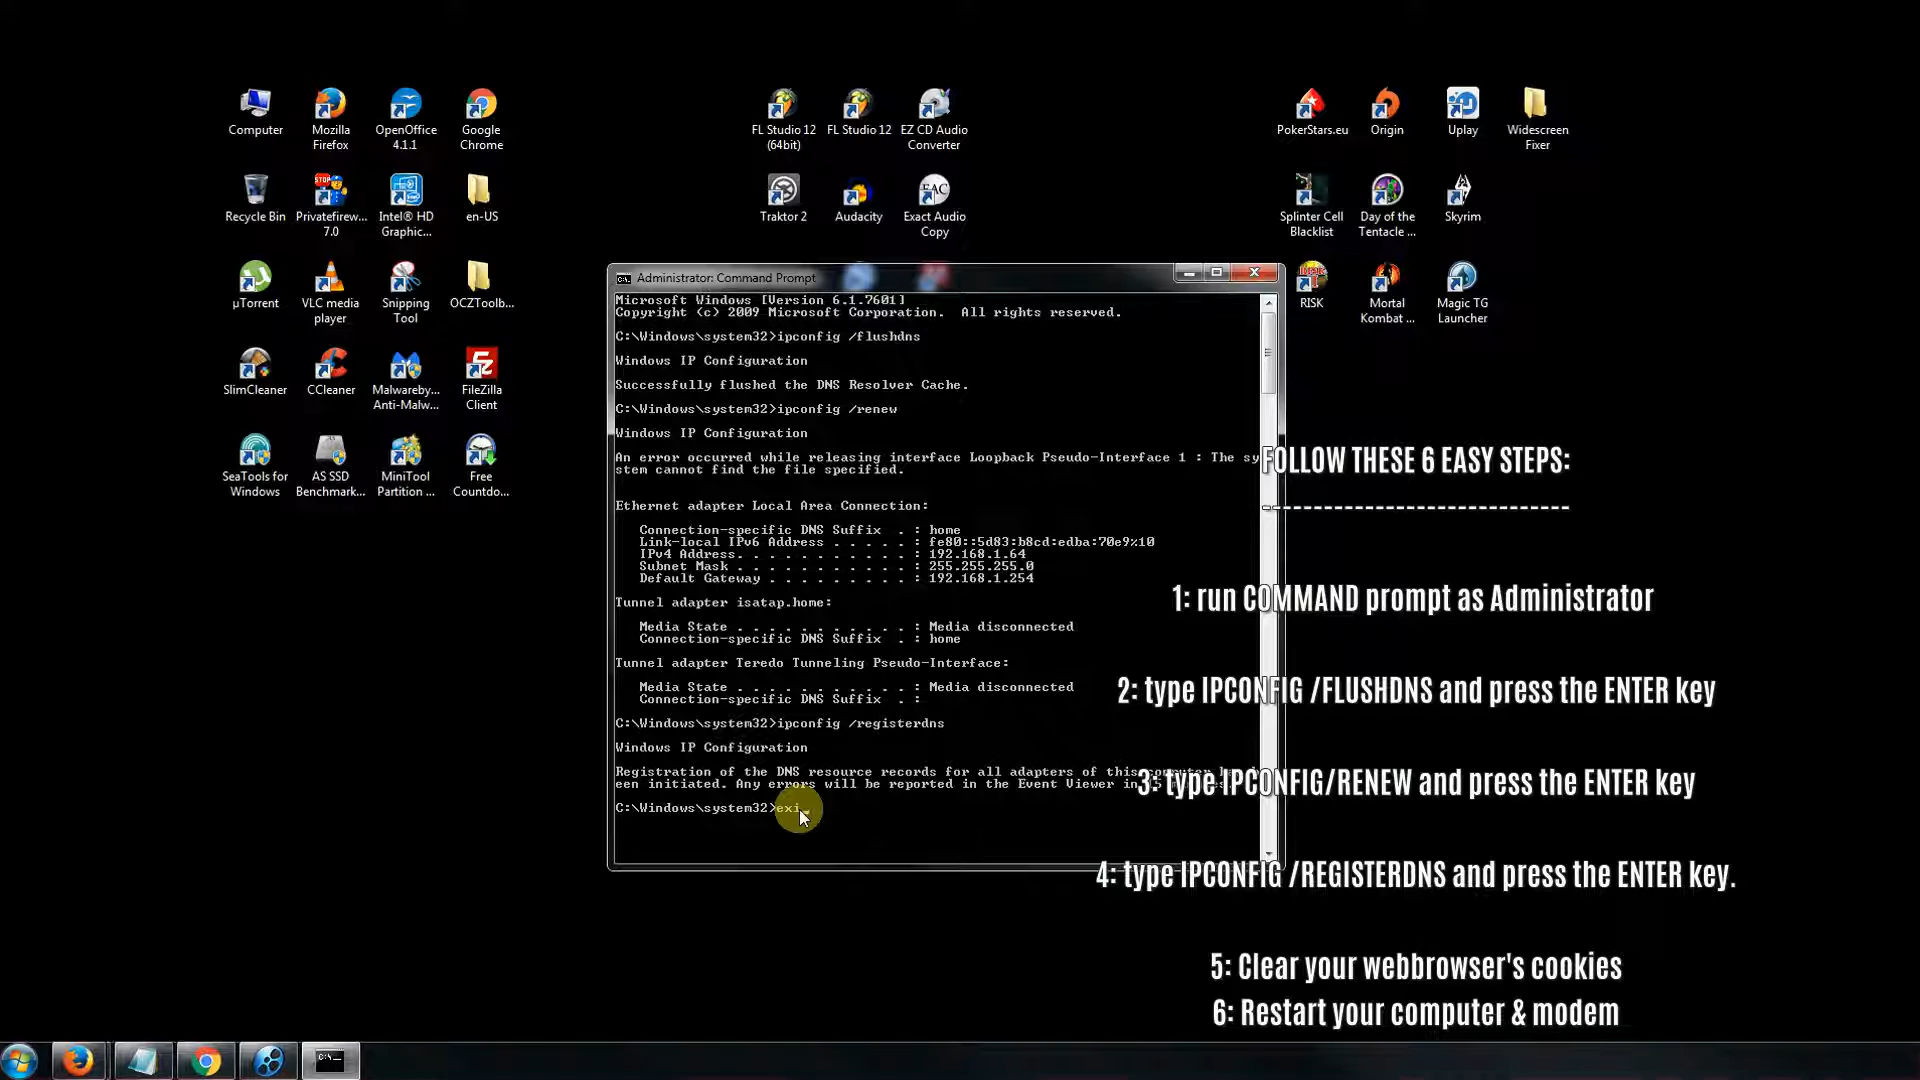 Computer
Mozilla
Firefox
OpenOffice
4.1.1
Google
Chrome
Recycle Bin
Privatefirew...
7.0
Intel® HD
Graphic...
en-US
µTorrent
VLC media
player
Snipping
Tool
OCZToolb...
SlimCleaner
CCleaner
Malwareby...
Anti-Malw...
FileZilla
Client
SeaTools for
Windows
AS SSD
Benchmark...
MiniTool
Partition ...
Free
Countdo...
FL Studio 12
(64bit)
FL Studio 12
EZ CD Audio
Converter
Traktor 2
Audacity
EAC
Exact Audio
Copy
PokerStars.eu
Origin
Uplay
Widescreen
Fixer
Splinter Cell
Blacklist
Day of the
Tentacle ...
Skyrim
RISK
Mortal
Kombat ...
Magic TG
Launcher
STOP
Administrator: Command Prompt
Microsoft Windows [Version 6.1.7601]
Copyright (c) 2009 Microsoft Corporation.  All rights reserved.
C:\Windows\system32>ipconfig /flushdns
Windows IP Configuration
Successfully flushed the DNS Resolver Cache.
C:\Windows\system32>ipconfig /renew
Windows IP Configuration
An error occurred while releasing interface Loopback Pseudo-Interface 1 : The sy
stem cannot find the file specified.
Ethernet adapter Local Area Connection:
Connection-specific DNS Suffix  . : home
Link-local IPv6 Address . . . . . : fe80::5d83:b8cd:edba:70e9%10
IPv4 Address. . . . . . . . . . . : 192.168.1.64
Subnet Mask . . . . . . . . . . . : 255.255.255.0
Default Gateway . . . . . . . . . : 192.168.1.254
Tunnel adapter isatap.home:
Media State . . . . . . . . . . . : Media disconnected
Connection-specific DNS Suffix  . : home
Tunnel adapter Teredo Tunneling Pseudo-Interface:
Media State . . . . . . . . . . . : Media disconnected
Connection-specific DNS Suffix  . :
C:\Windows\system32>ipconfig /registerdns
Windows IP Configuration
Registration of the DNS resource records for all adapters of this
een initiated. Any errors will be reported in the Event Viewer in
C:\Windows\system32>exi_
FOLLOW THESE 6 EASY STEPS:
----------------------------
1: run COMMAND prompt as Administrator
2: type IPCONFIG /FLUSHDNS and press the ENTER key
3: type IPCONFIG/RENEW and press the ENTER key
4: type IPCONFIG /REGISTERDNS and press the ENTER key.
5: Clear your webbrowser's cookies
6: Restart your computer & modem